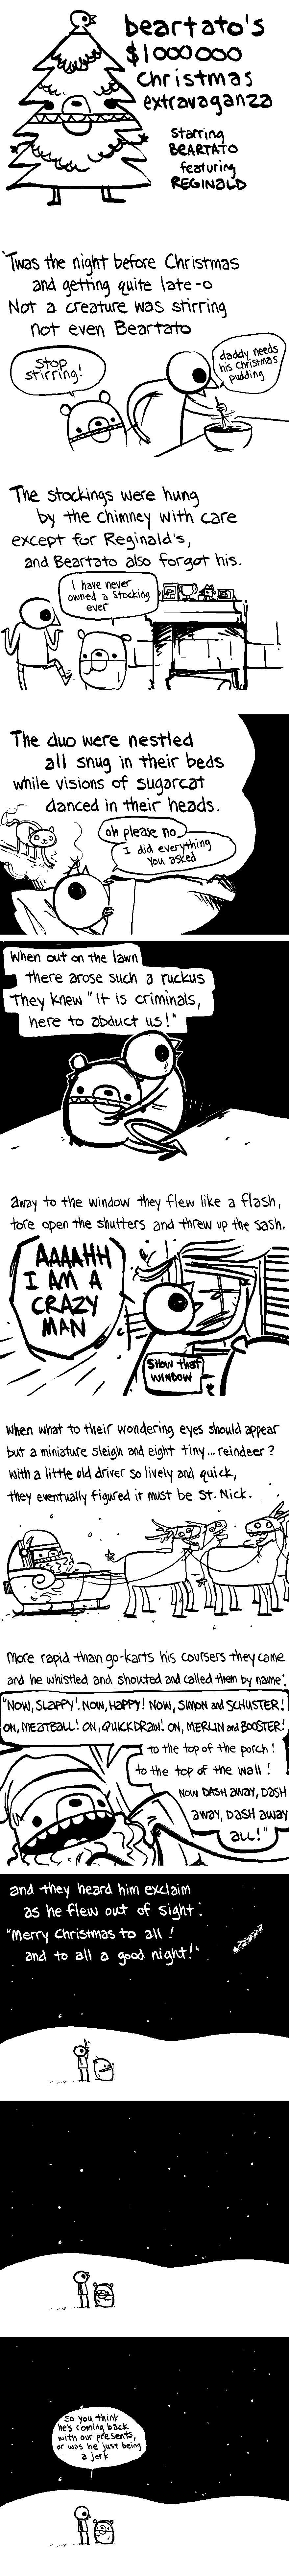 beartato's
$1000000
Christmas
extravaganza
starring
BEARTATO
featuring
REGINALD
'Twas the night before Christmas
and getting quite late-o
Not a creature was stirring
not even Beartato
Stop
stirring!
daddy needs
his christmas
pudding
The stockings were hung
by the chimney with care
except for Reginald's,
and Beartato also forgot his.
I have never
owned a stocking
ever
The duo were nestled
all snug in their beds
while visions of sugarcat
danced in their heads.
oh please no
I did everything
you asked
When out on the lawn
there arose such a ruckus
They knew "It is criminals,
here to abduct us!"
away to the window they flew like a flash,
tore open the shutters and threw up the sash.
AAAAHH
I AM A
CRAZY
MAN
Show that
WINDOW
When what to their wondering eyes should appear
but a miniature sleigh and eight tiny... reindeer?
with a little old driver so lively and quick,
they eventually figured it must be St. Nick.
More rapid than go-karts his coursers they came
and he whistled and shouted and called them by name:
"NOW, SLAPPY! NOW, HAPPY! NOW, SIMON and SCHUSTER!
ON, MEATBALL! ON, QUICKDRAW! ON, MERLIN and BOOSTER!
to the top of the porch!
to the top of the wall!
NOW DASH away, DASH
away, DASH away
all!"
and they heard him exclaim
as he flew out of sight:
"Merry Christmas to all!
and to all a good night!"
So you think
he's coming back
with our presents,
or was he just being
a jerk